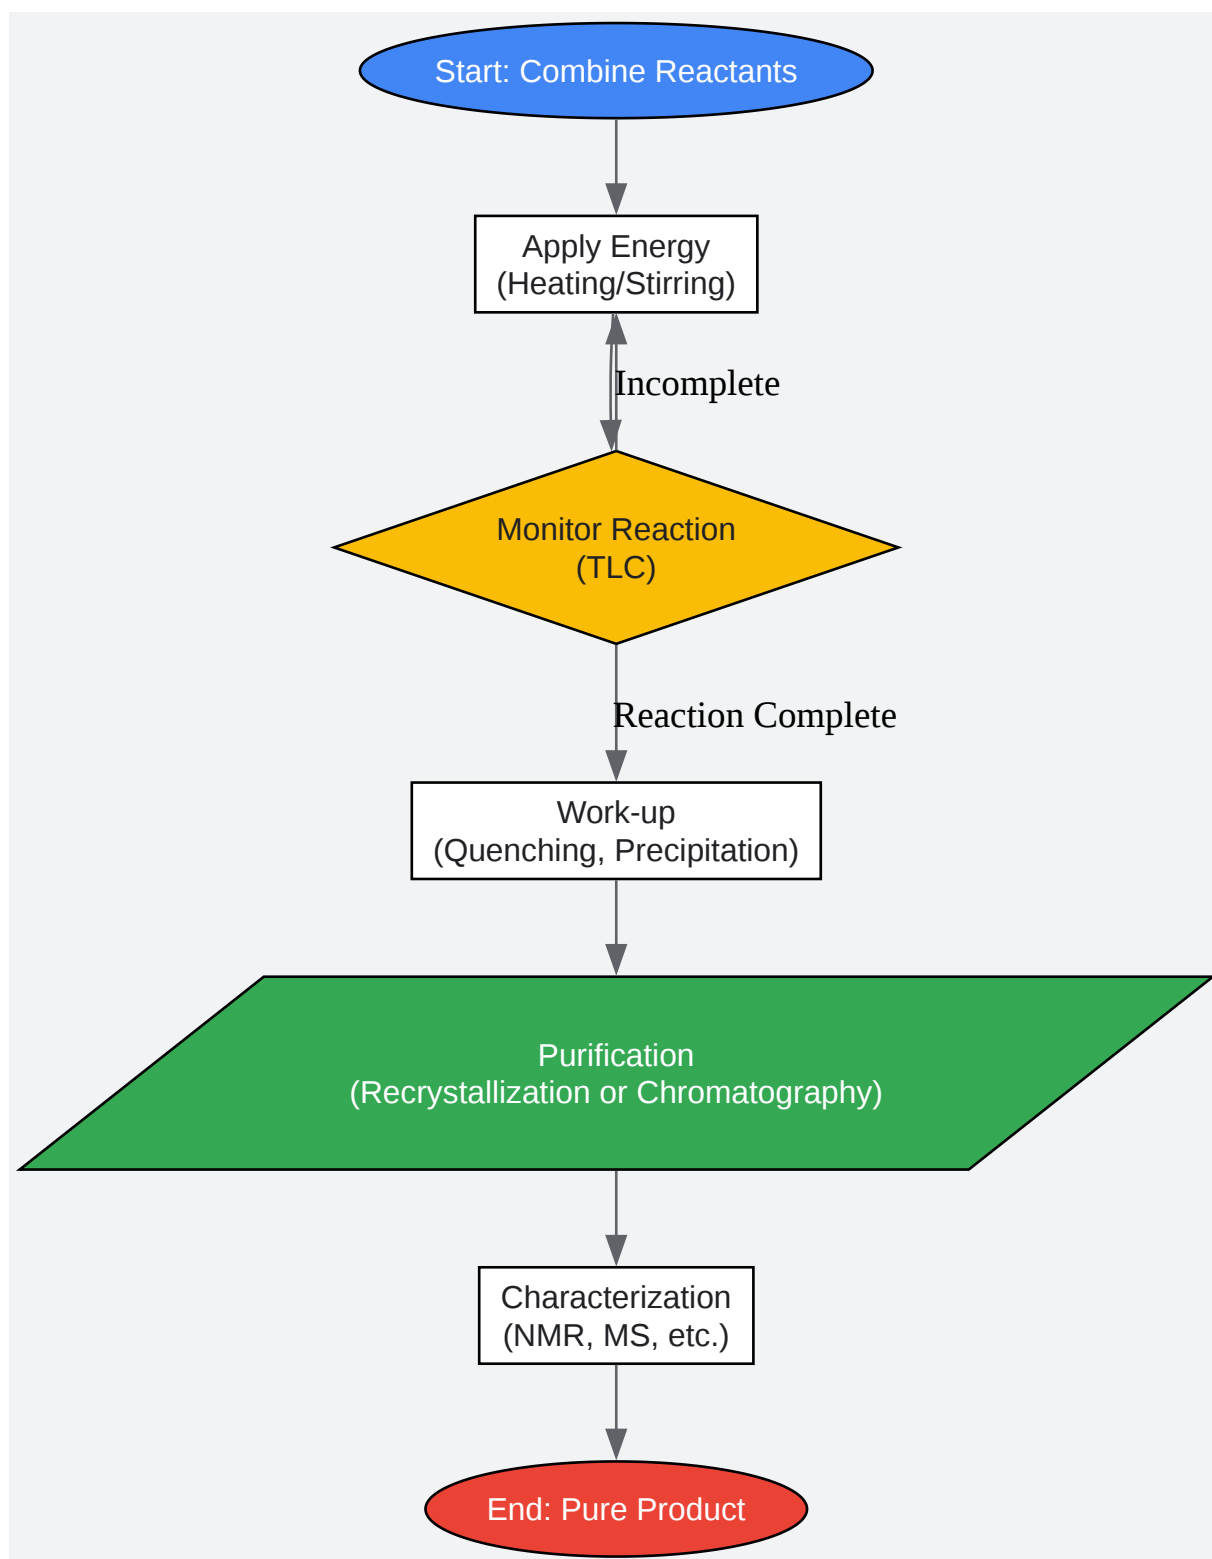 Start: Combine Reactants
Apply Energy
(Heating/Stirring)
Incomplete
Monitor Reaction
(TLC)
Reaction Complete
Work-up
(Quenching, Precipitation)
Purification
(Recrystallization or Chromatography)
Characterization
(NMR, MS, etc.)
End: Pure Product